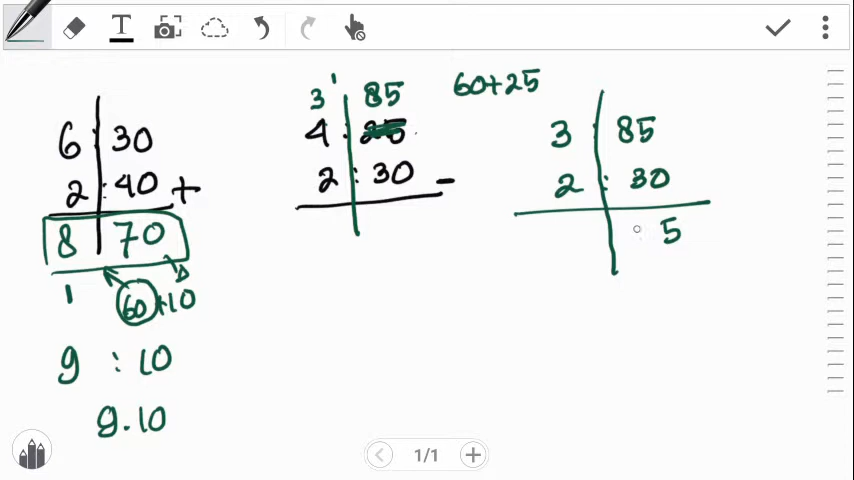 6 : 30
2 : 40 +
8 70
1 60 + 10
9 : 10
9.10
3 ' 85 60+25
4 :
2 : 30 -
3 : 85
2 : 30
5
1/1
T